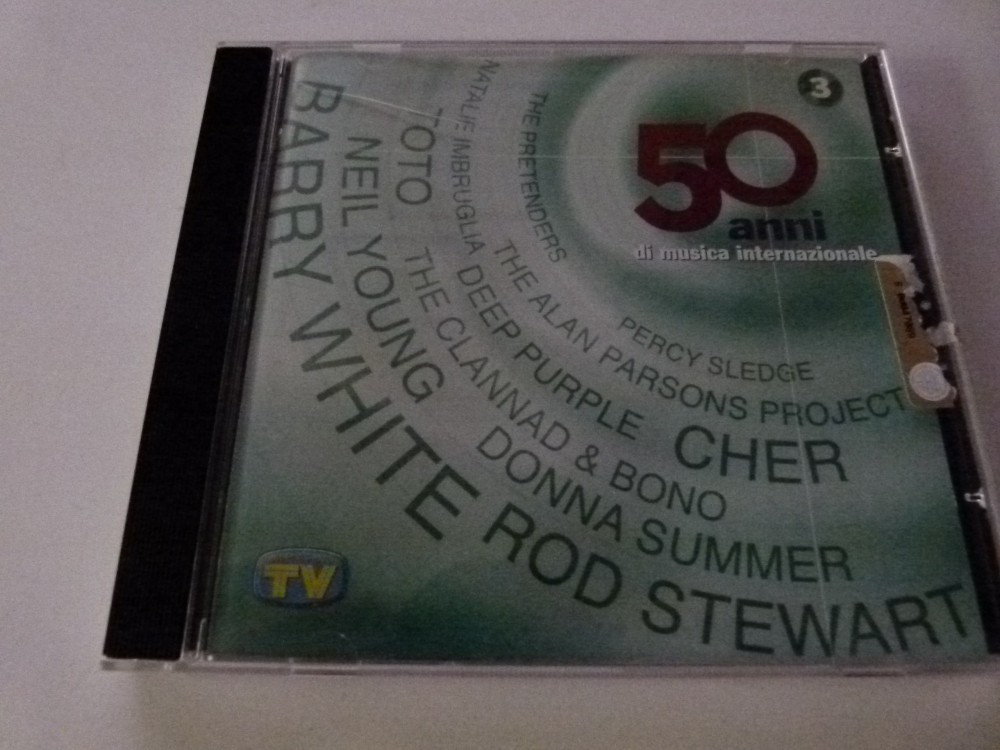 3
50
anni
di musica internazionale
THE PRETENDERS
PERCY SLEDGE
NATALIE IMBRUGLIA
THE ALAN PARSONS PROJECT
TOTO
DEEP PURPLE
CHER
NEIL YOUNG
THE CLANNAD & BONO
DONNA SUMMER
BARRY WHITE
ROD STEWART
TV